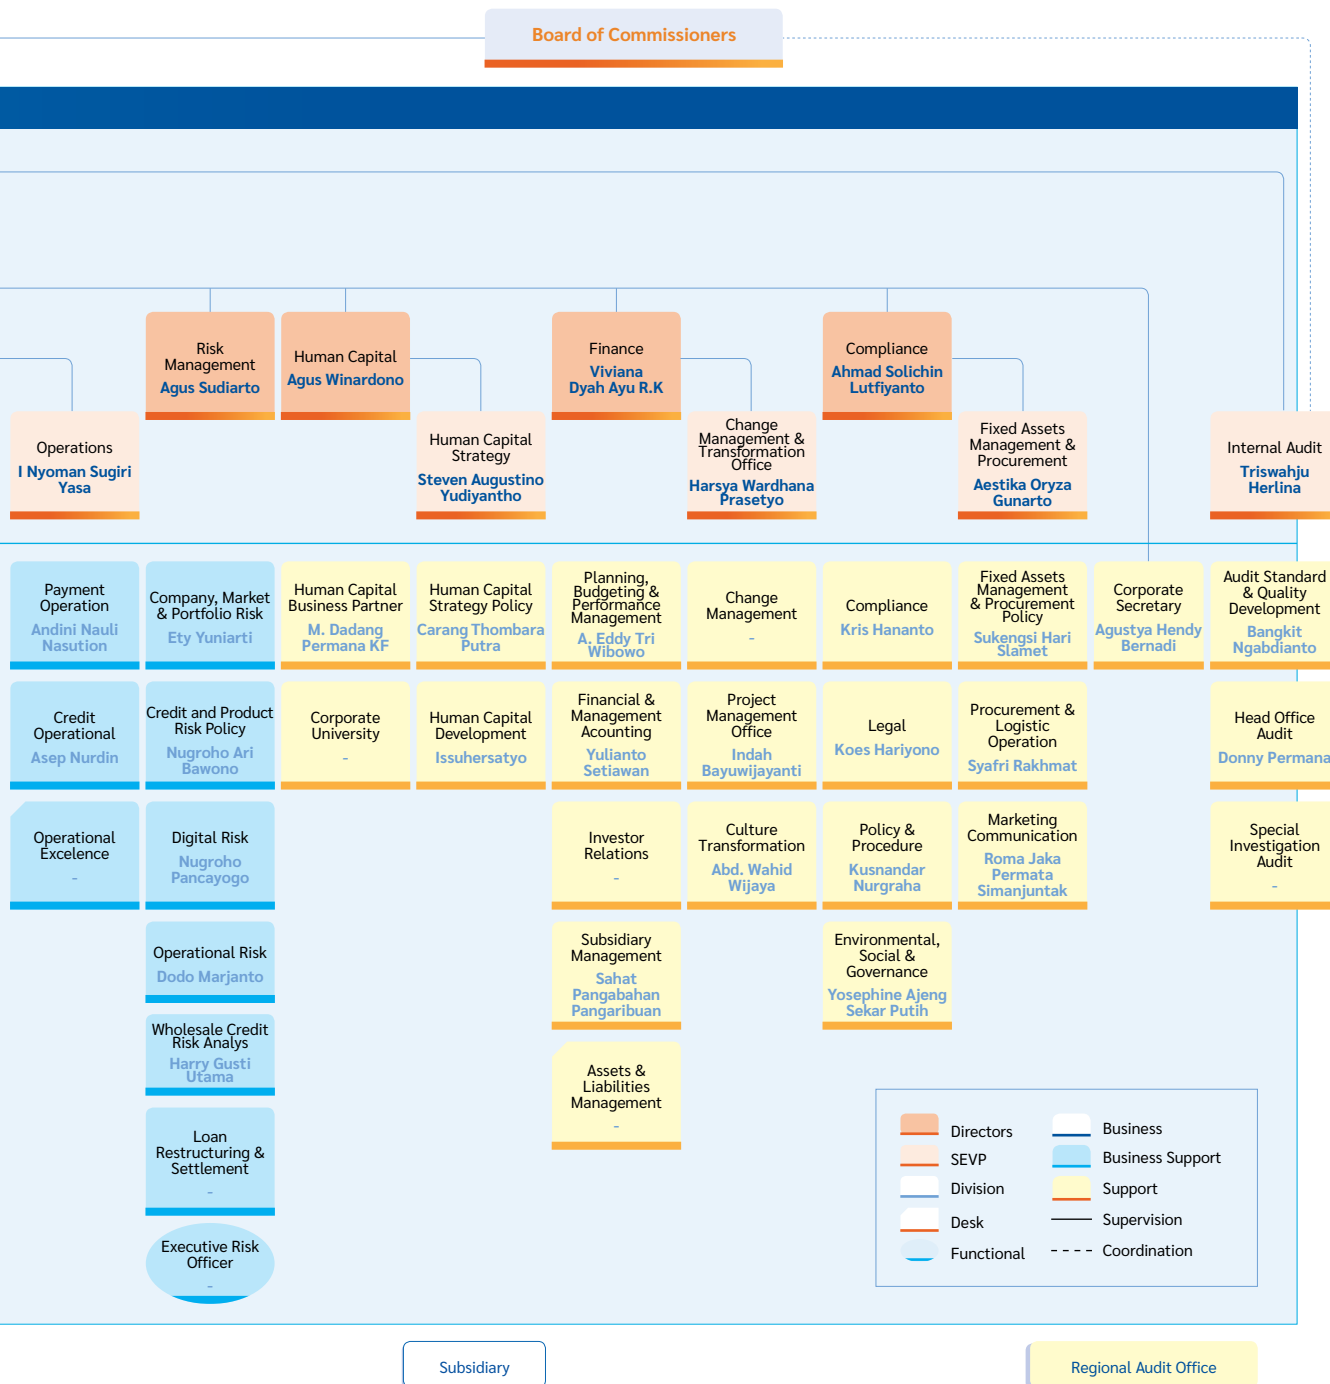 Board of Commissioners
Risk
Management
Agus Sudiarto
Human Capital
Agus Winardono
Finance
Viviana
Dyah Ayu R.K
Compliance
Ahmad Solichin
Lutfiyanto
Operations
I Nyoman Sugiri
Yasa
Human Capital
Strategy
Steven Augustino
Yudiyantho
Change
Management &
Transformation
Office
Harsya Wardhana
Prasetyo
Fixed Assets
Management &
Procurement
Aestika Oryza
Gunarto
Internal Audit
Triswahju
Herlina
Payment
Operation
Andini Nauli
Nasution
Company, Market
& Portfolio Risk
Ety Yuniarti
Human Capital
Business Partner
M. Dadang
Permana KF
Human Capital
Strategy Policy
Carang Thombara
Putra
Planning,
Budgeting &
Performance
Management
A. Eddy Tri
Wibowo
Change
Management
-
Compliance
Kris Hananto
Fixed Assets
Management
& Procurement
Policy
Sukengsi Hari
Slamet
Corporate
Secretary
Agustya Hendy
Bernadi
Audit Standard
& Quality
Development
Bangkit
Ngabdianto
Credit
Operational
Asep Nurdin
Credit and Product
Risk Policy
Nugroho Ari
Bawono
Corporate
University
-
Human Capital
Development
Issuhersatyo
Financial &
Management
Acounting
Yulianto
Setiawan
Project
Management
Office
Indah
Bayuwijayanti
Legal
Koes Hariyono
Procurement &
Logistic
Operation
Syafri Rakhmat
Head Office
Audit
Donny Permana
Operational
Excelence
-
Digital Risk
Nugroho
Pancayogo
Investor
Relations
-
Culture
Transformation
Abd. Wahid
Wijaya
Policy &
Procedure
Kusnandar
Nurgraha
Marketing
Communication
Roma Jaka
Permata
Simanjuntak
Special
Investigation
Audit
-
Operational Risk
Dodo Marjanto
Subsidiary
Management
Sahat
Pangabahan
Pangaribuan
Environmental,
Social &
Governance
Yosephine Ajeng
Sekar Putih
Wholesale Credit
Risk Analys
Harry Gusti
Utama
Assets &
Liabilities
Management
-
Loan
Restructuring &
Settlement
-
Executive Risk
Officer
-
Directors
SEVP
Division
Desk
Functional
Business
Business Support
Support
Supervision
Coordination
Subsidiary
Regional Audit Office